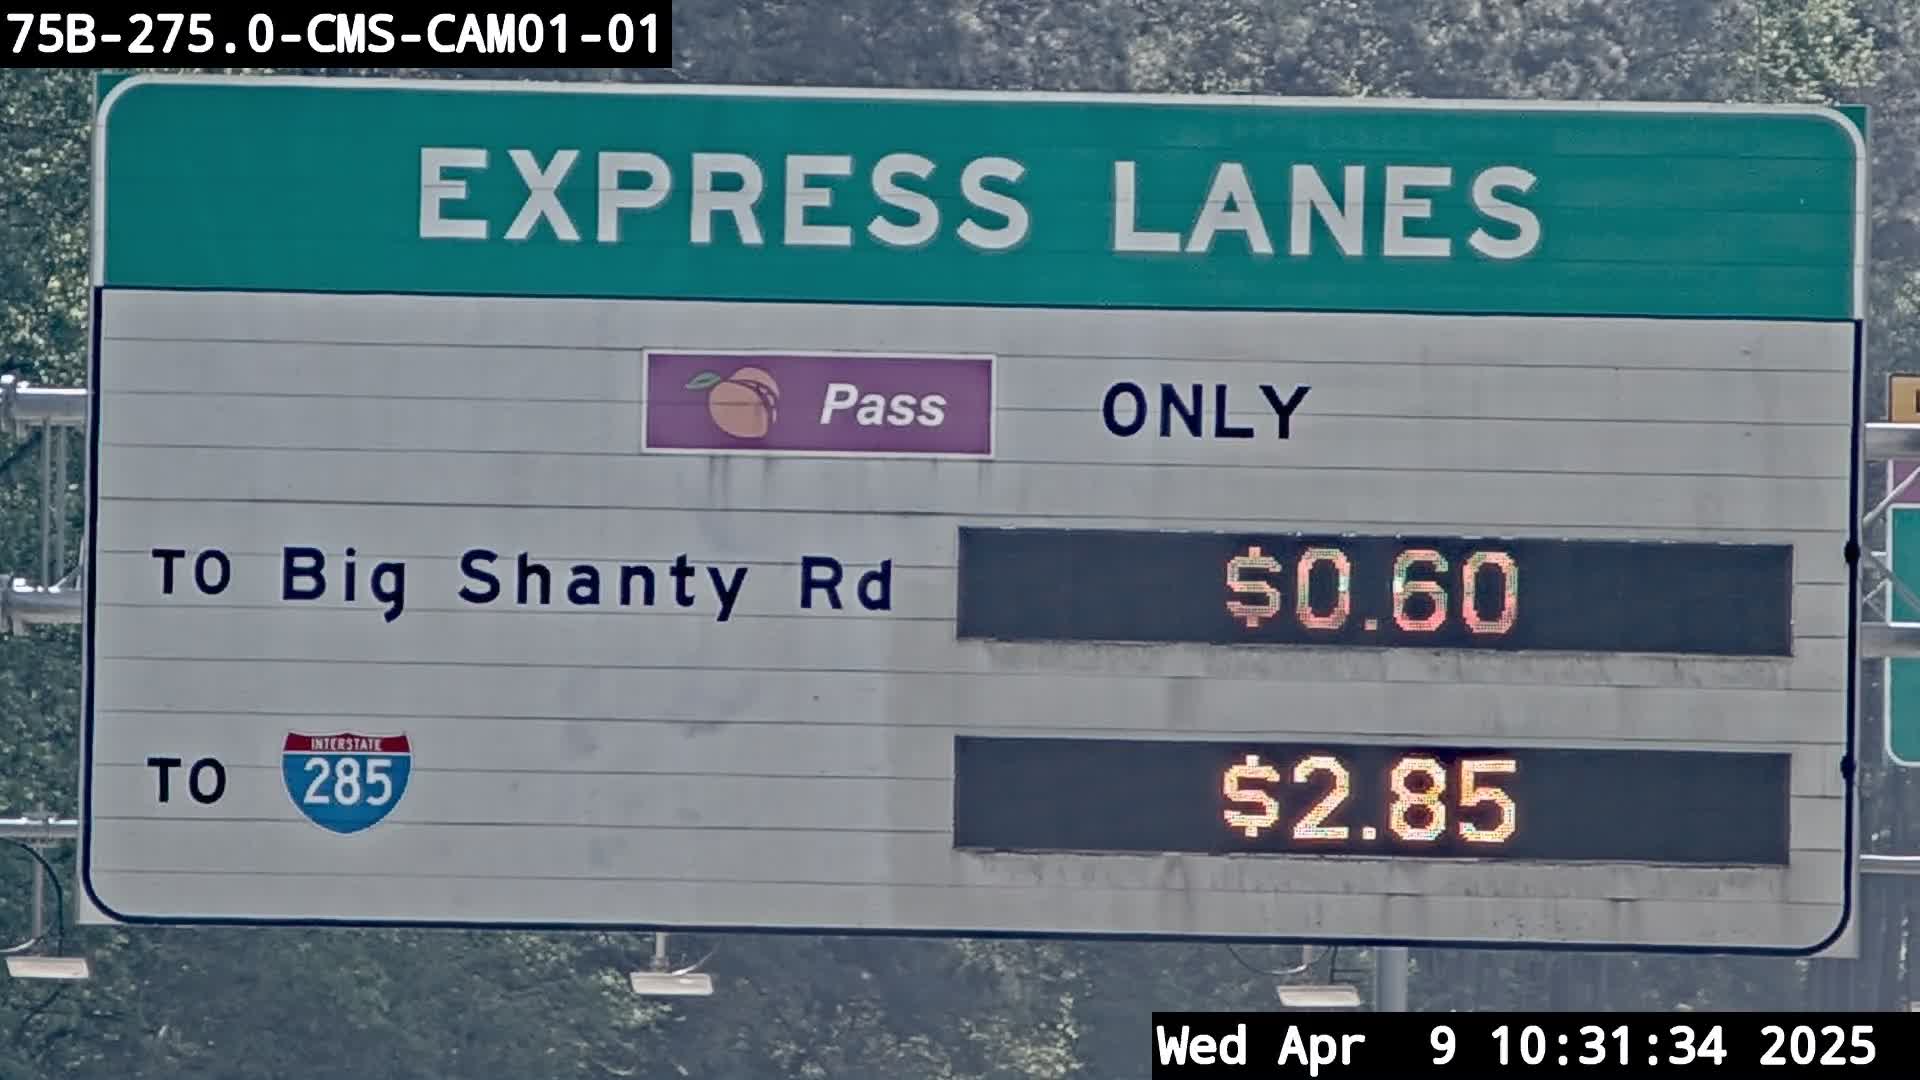 75B-275.0-CMS-CAM01-01
EXPRESS LANES
Pass ONLY
TO Big Shanty Rd $0.60
TO INTERSTATE 285 $2.85
Wed Apr 9 10:31:34 2025